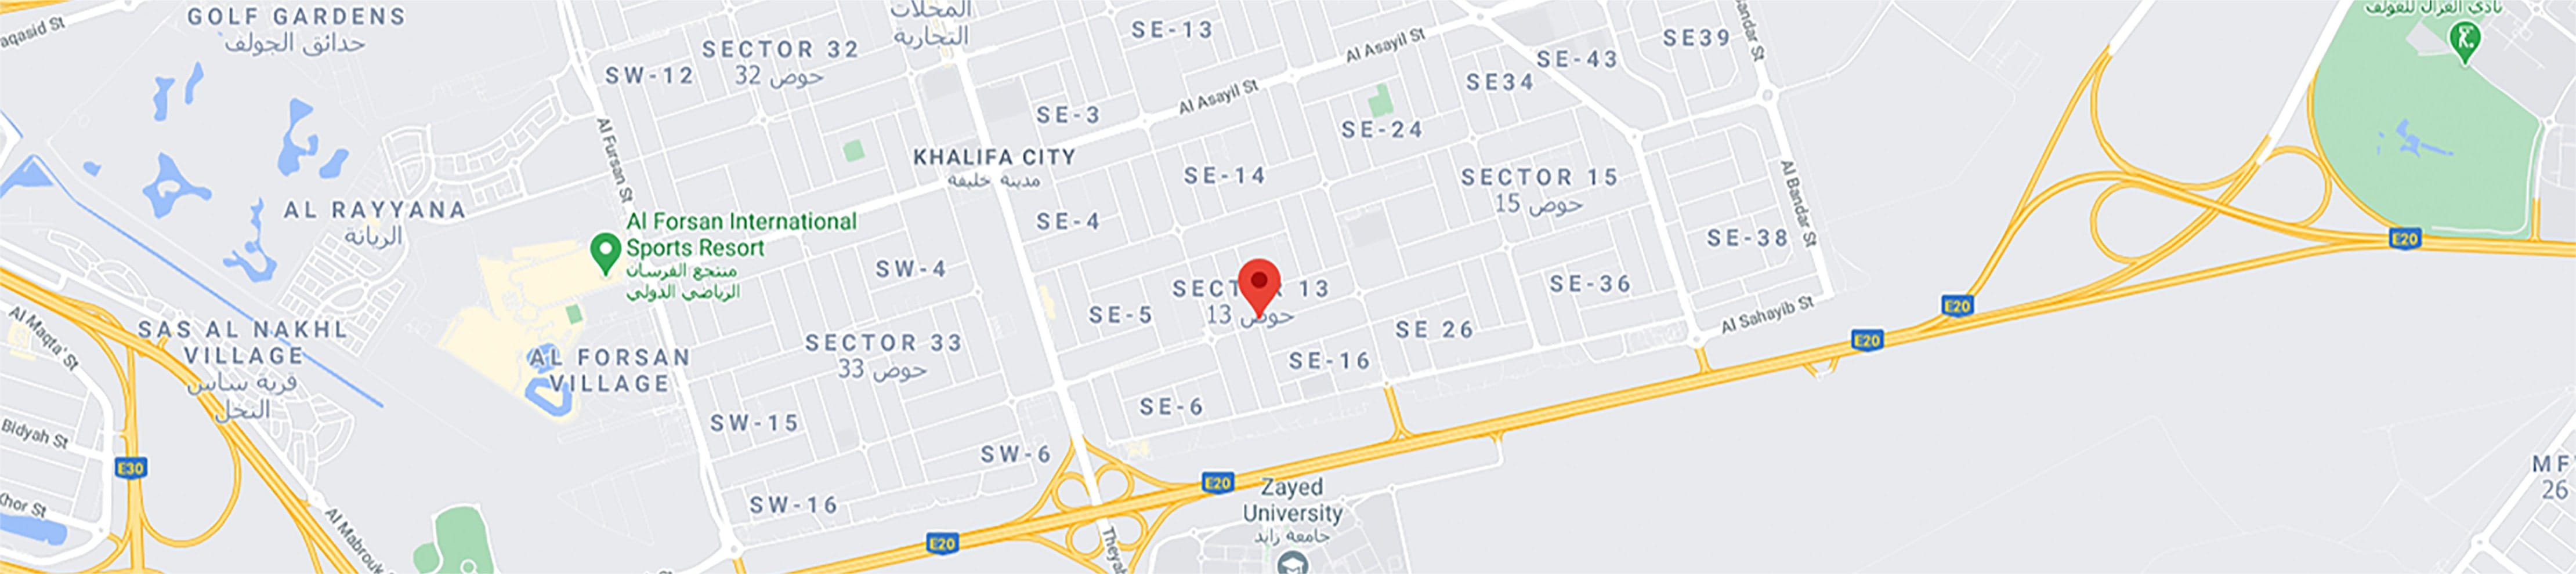 GOLF GARDENS
حدائق الجولف
aqasid St
SECTOR 32
حوض 32
SW-12
المحلات
التجارية
SE-13
Al Asayil St
SE-43
SE39
andar St
SE34
نادي الغزال للغولف
Al Fursan St
SE-3
Al Asayil St
SE-24
KHALIFA CITY
مدينة خليفة
SE-14
SECTOR 15
حوض 15
Al Bandar St
AL RAYYANA
الريانة
Al Forsan International
Sports Resort
منتجع الفرسان
الرياضي الدولي
SE-4
SE-38
E20
SW-4
SECTOR 13
حوض 13
SE-36
SE-5
E20
Al Sahayib St
Al Maqta' St
SAS AL NAKHL
VILLAGE
قرية ساس
النخل
SECTOR 33
حوض 33
SE 26
E20
AL FORSAN
VILLAGE
SE-16
SE-6
SW-15
Bidyah St
SW-6
E30
E20
Zayed
University
جامعة زايد
MF
26
Khor St
SW-16
Al Mabrouk
E20
Theyab